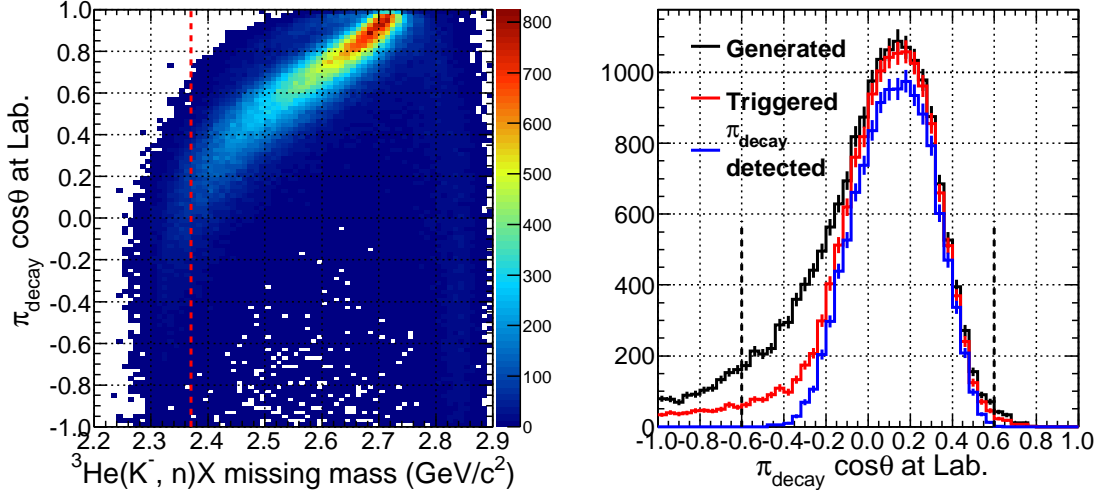 1.0
0.8
0.6
0.4
0.2
0.0
-0.2
-0.4
-0.6
-0.8
-1.0
π_decay cosθ at Lab.
2.2 2.3 2.4 2.5 2.6 2.7 2.8 2.9
³He(K⁻, n)X missing mass (GeV/c²)
800
700
600
500
400
300
200
100
0
Generated
Triggered
π_decay
detected
1000
800
600
400
200
0
-1.0 -0.8 -0.6 -0.4 -0.2 0.0 0.2 0.4 0.6 0.8 1.0
π_decay cosθ at Lab.